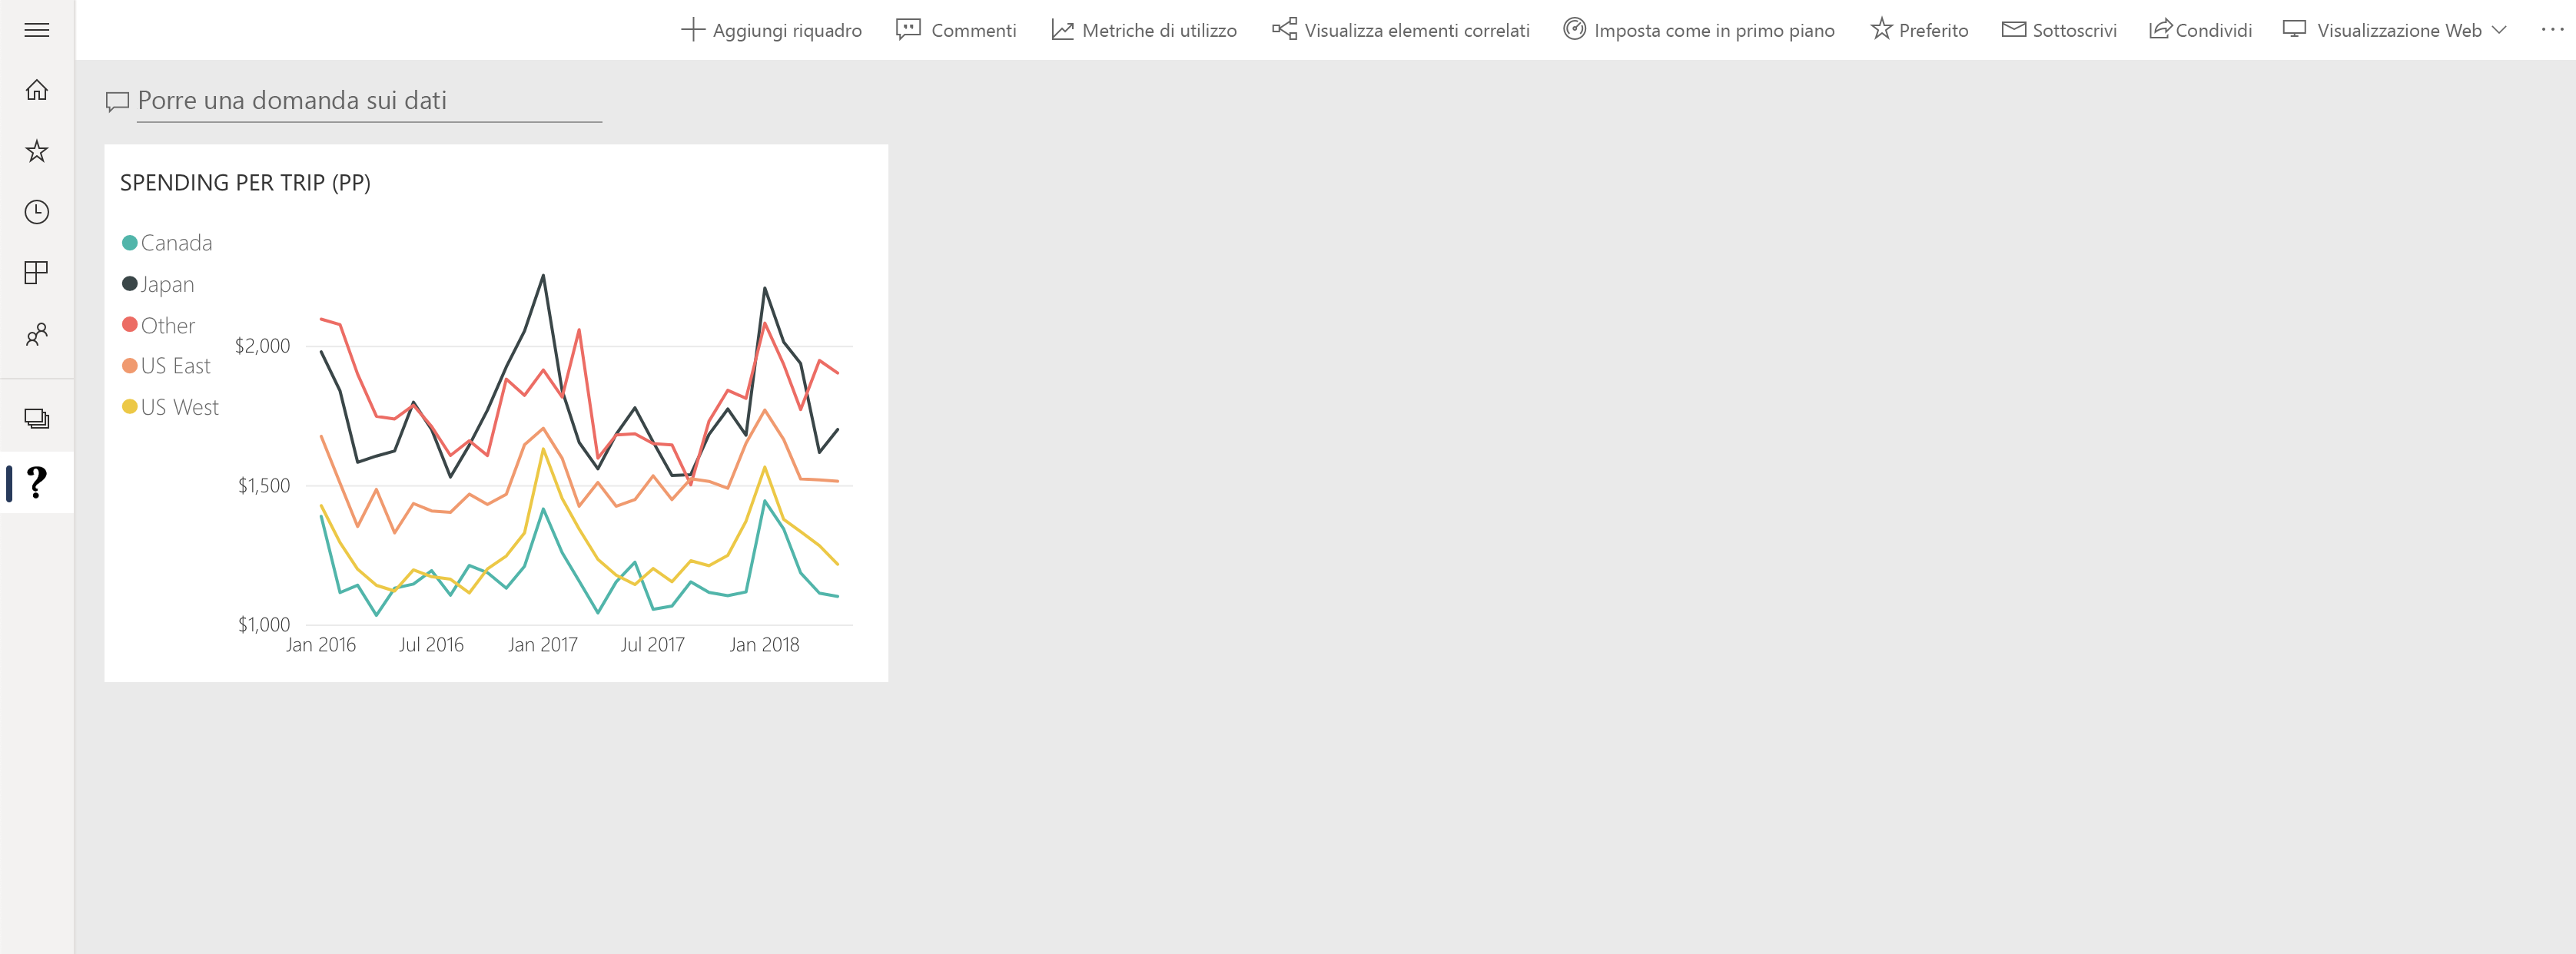 Aggiungi riquadro Commenti Metriche di utilizzo Visualizza elementi correlati Imposta come in primo piano Preferito Sottoscrivi Condividi Visualizzazione Web ...
Porre una domanda sui dati
SPENDING PER TRIP (PP)
Canada
Japan
Other
US East
US West
$2,000
$1,500
$1,000
Jan 2016 Jul 2016 Jan 2017 Jul 2017 Jan 2018
?